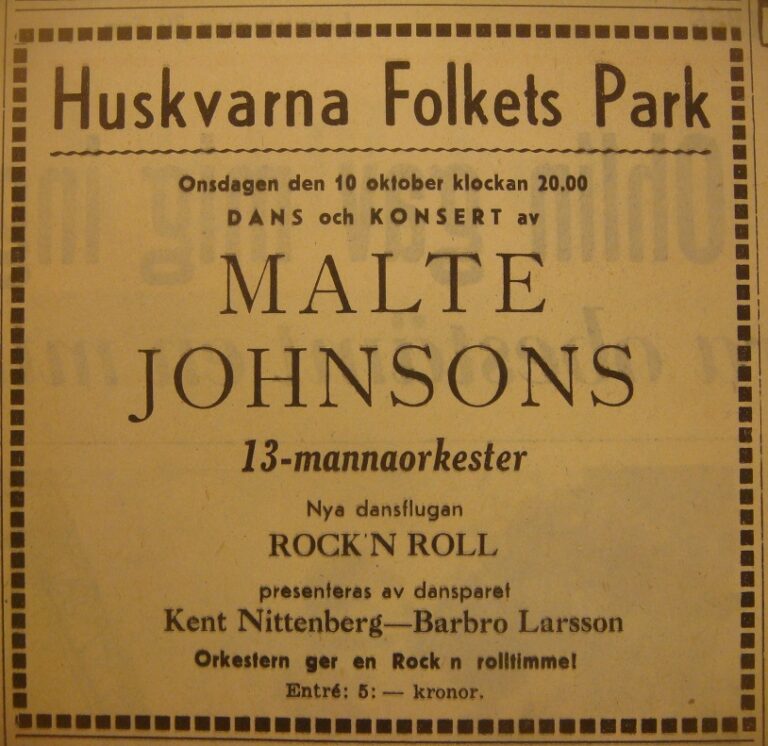 Huskvarna Folkets Park
Onsdagen den 10 oktober klockan 20.00
DANS och KONSERT av
MALTE
JOHNSONS
13-mannaorkester
Nya dansflugan
ROCK'N ROLL
presenteras av dansparet
Kent Nittenberg—Barbro Larsson
Orkestern ger en Rock n rolltimme!
Entré: 5: — kronor.